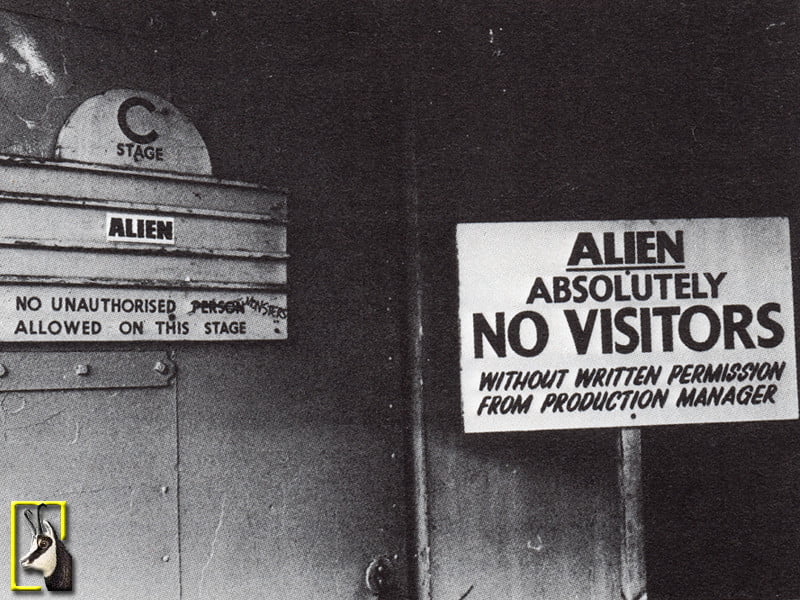 C
STAGE
ALIEN
NO UNAUTHORISED PERSON MONSTERS
ALLOWED ON THIS STAGE
ALIEN
ABSOLUTELY
NO VISITORS
WITHOUT WRITTEN PERMISSION
FROM PRODUCTION MANAGER